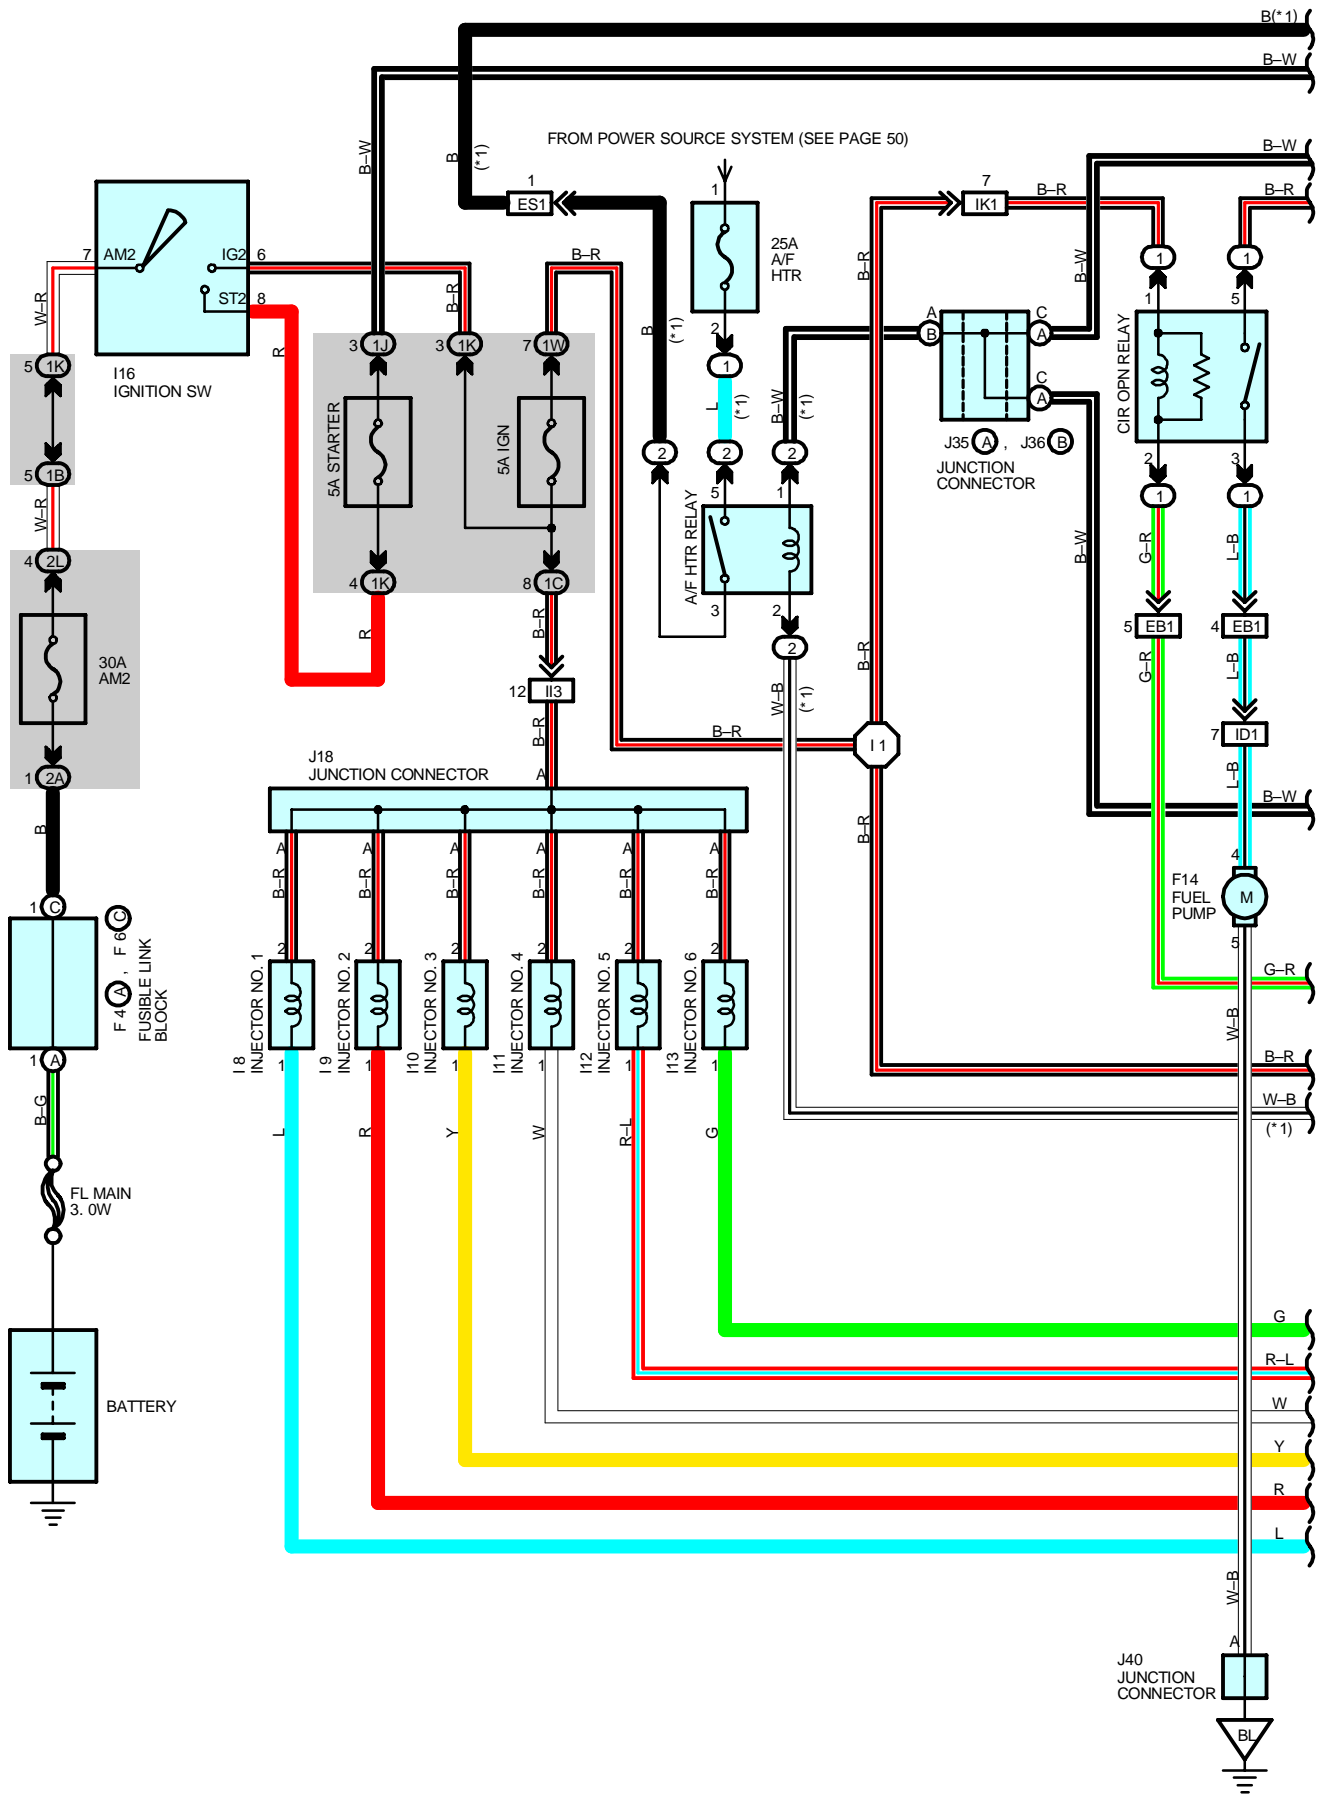 B(*1)
B–W
FROM POWER SOURCE SYSTEM (SEE PAGE 50)
B–W
B
(*1)
B–W
1
ES1
1
7
IK1
B–R
B–R
7
AM2
IG2
6
ST2
8
I16
IGNITION SW
W–R
R
B–R
B–R
B
(*1)
25A
A/F
HTR
2
1
L
(*1)
B–W
(*1)
B–R
B–W
A
B
C
A
C
A
J35 A , J36 B
JUNCTION
CONNECTOR
1
1
1
5
CIR OPN RELAY
2
3
1
1
5
1K
5
1B
W–R
4
2L
30A
AM2
1
2A
3
1J
3
1K
7
1W
5A STARTER
5A IGN
4
1K
8
1C
R
B–R
12
II3
B–R
2
2
2
5
1
A/F HTR RELAY
3
2
2
W–B
(*1)
B–R
B–R
I 1
B–R
B–W
G–R
L–B
5
EB1
4
EB1
G–R
L–B
7
ID1
L–B
B–W
J18
JUNCTION CONNECTOR
A
A
A
A
A
A
A
B–R
B–R
B–R
B–R
B–R
B–R
2
2
2
2
2
2
I 8
INJECTOR NO. 1
I 9
INJECTOR NO. 2
I10
INJECTOR NO. 3
I11
INJECTOR NO. 4
I12
INJECTOR NO. 5
I13
INJECTOR NO. 6
1
1
1
1
1
1
L
R
Y
W
R–L
G
4
F14
FUEL
PUMP
M
5
W–B
G–R
B–R
W–B
(*1)
B
1
C
F 4 A , F 6 C
FUSIBLE LINK
BLOCK
1
A
B–G
FL MAIN
3. 0W
BATTERY
G
R–L
W
Y
R
L
W–B
A
J40
JUNCTION
CONNECTOR
BL